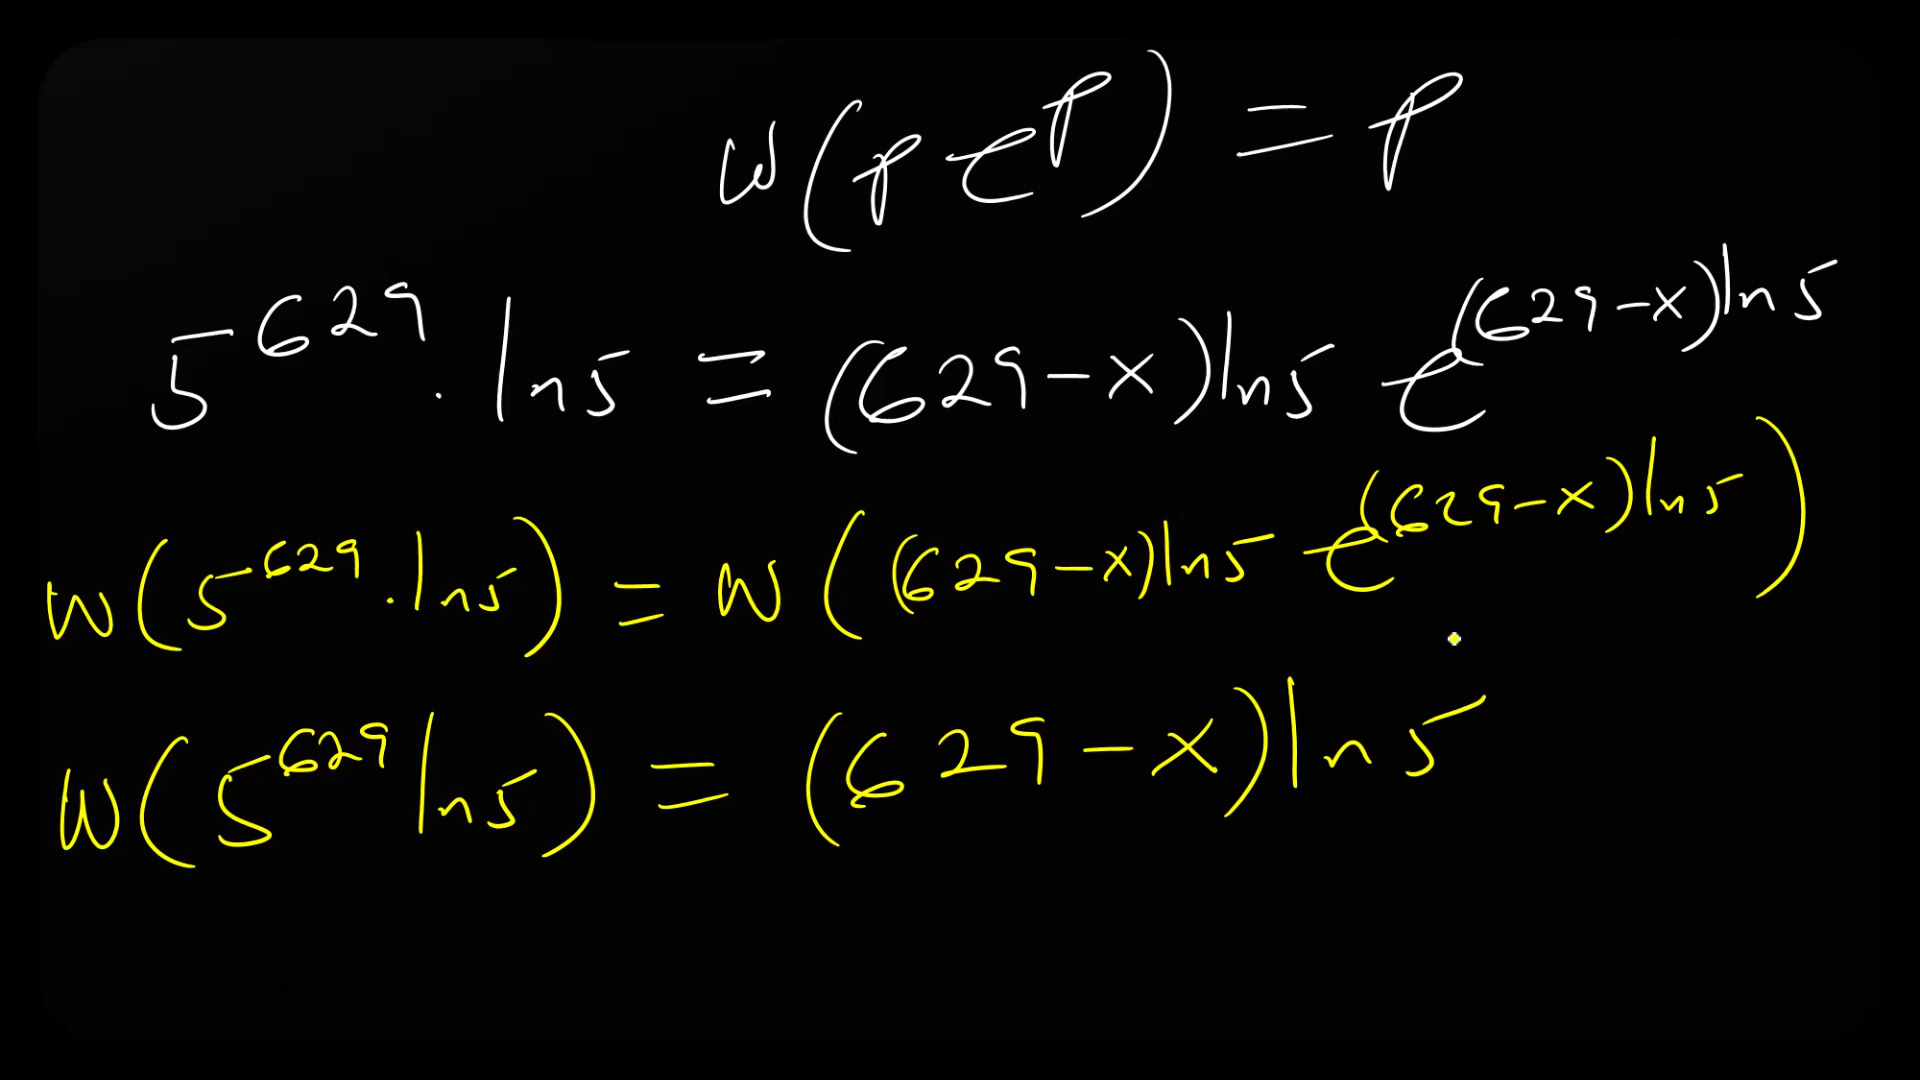 W(pe^p) = p
5^629 . ln5 = (629-x)ln5 e^(629-x)ln5
W(5^629 . ln5) = W((629-x)ln5 e^(629-x)ln5)
W(5^629 ln5) = (629-x)ln5